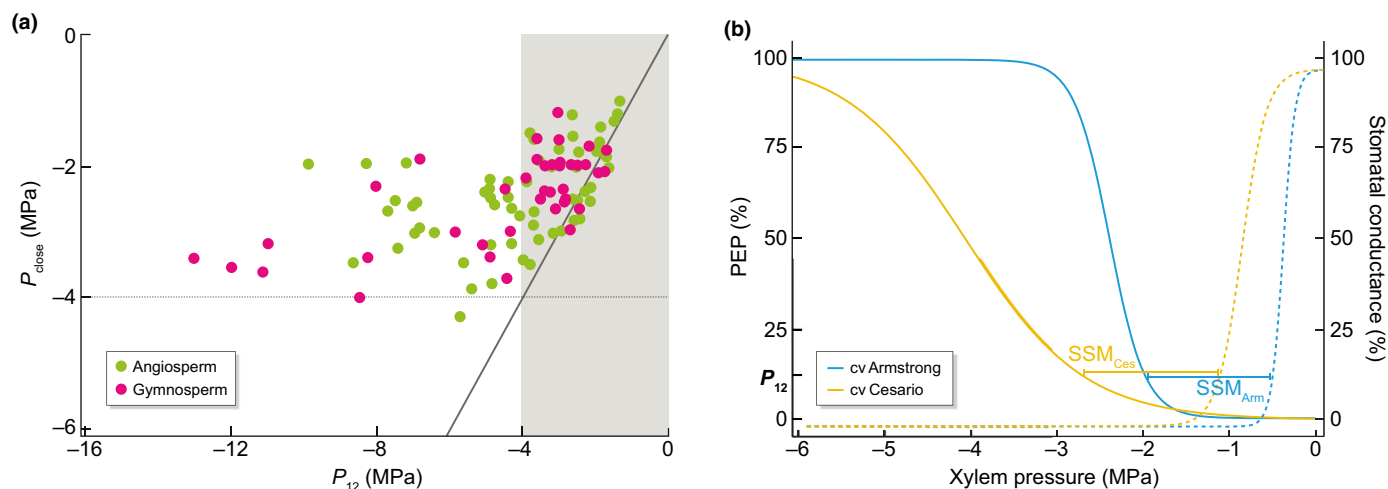 (a)
0
−2
−4
−6
P close (MPa)
Angiosperm
Gymnosperm
−16
−12
−8
−4
0
P 12 (MPa)
(b)
100
75
50
25
P 12
0
PEP (%)
SSM Ces
SSM Arm
cv Armstrong
cv Cesario
100
75
50
25
0
Stomatal conductance (%)
−6
−5
−4
−3
−2
−1
0
Xylem pressure (MPa)